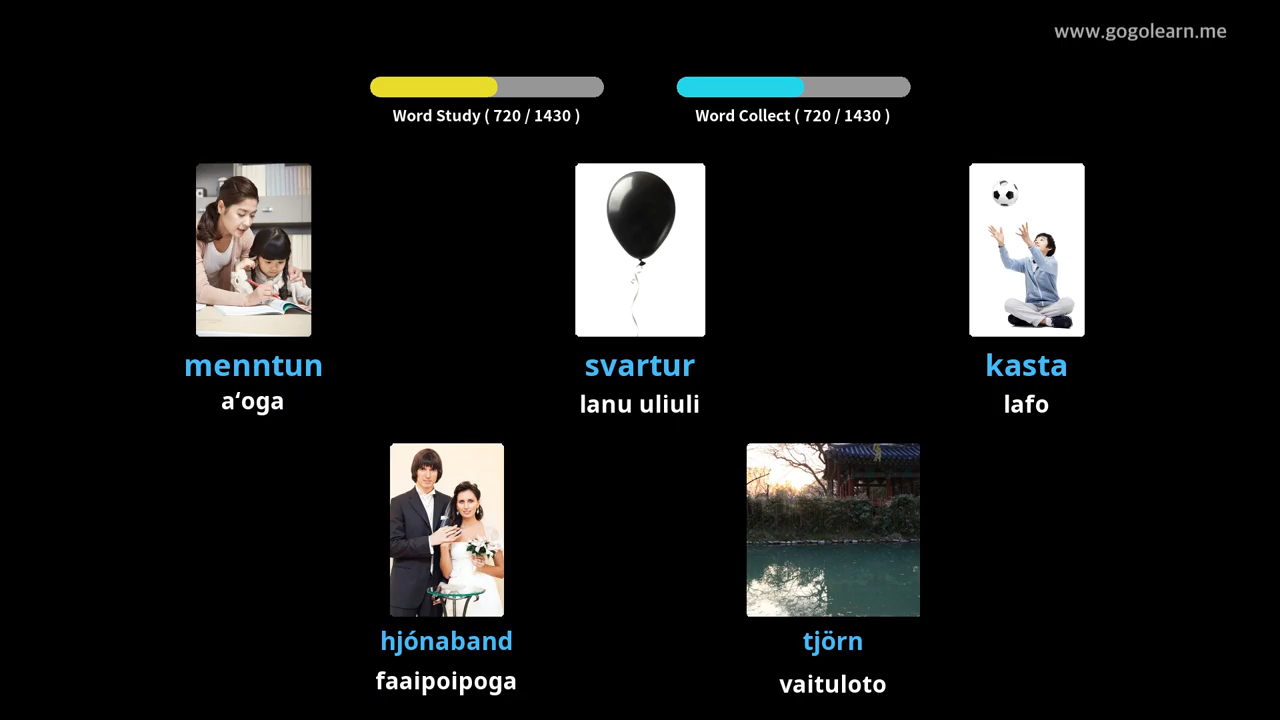 www.gogolearn.me
Word Study ( 720 / 1430 )
Word Collect ( 720 / 1430 )
menntun
aʻoga
svartur
lanu uliuli
kasta
lafo
hjónaband
faaipoipoga
tjörn
vaituloto